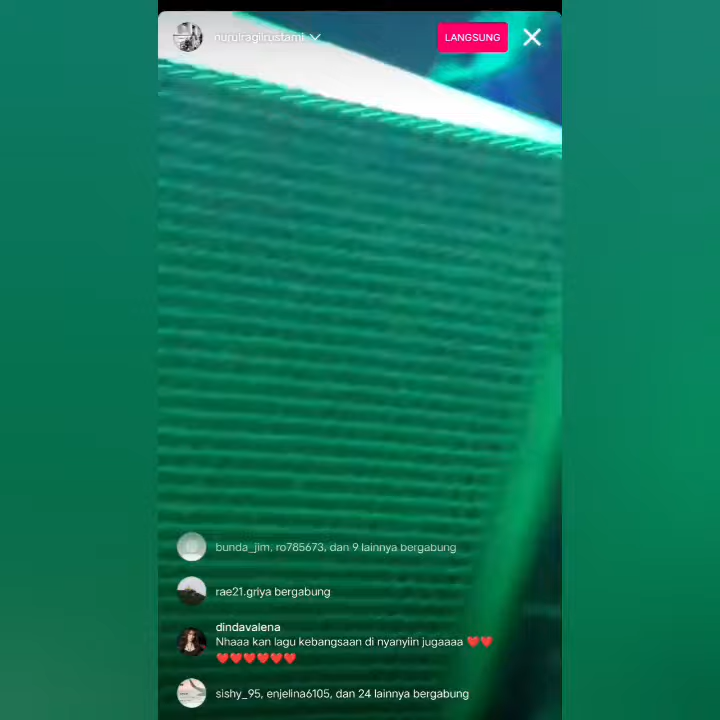 nurulragilrustami
LANGSUNG
bunda_jim, ro785673, dan 9 lainnya bergabung
rae21.griya bergabung
dindavalena
Nhaaa kan lagu kebangsaan di nyanyiin jugaaaa ❤️❤️
❤️❤️❤️❤️❤️❤️
sishy_95, enjelina6105, dan 24 lainnya bergabung